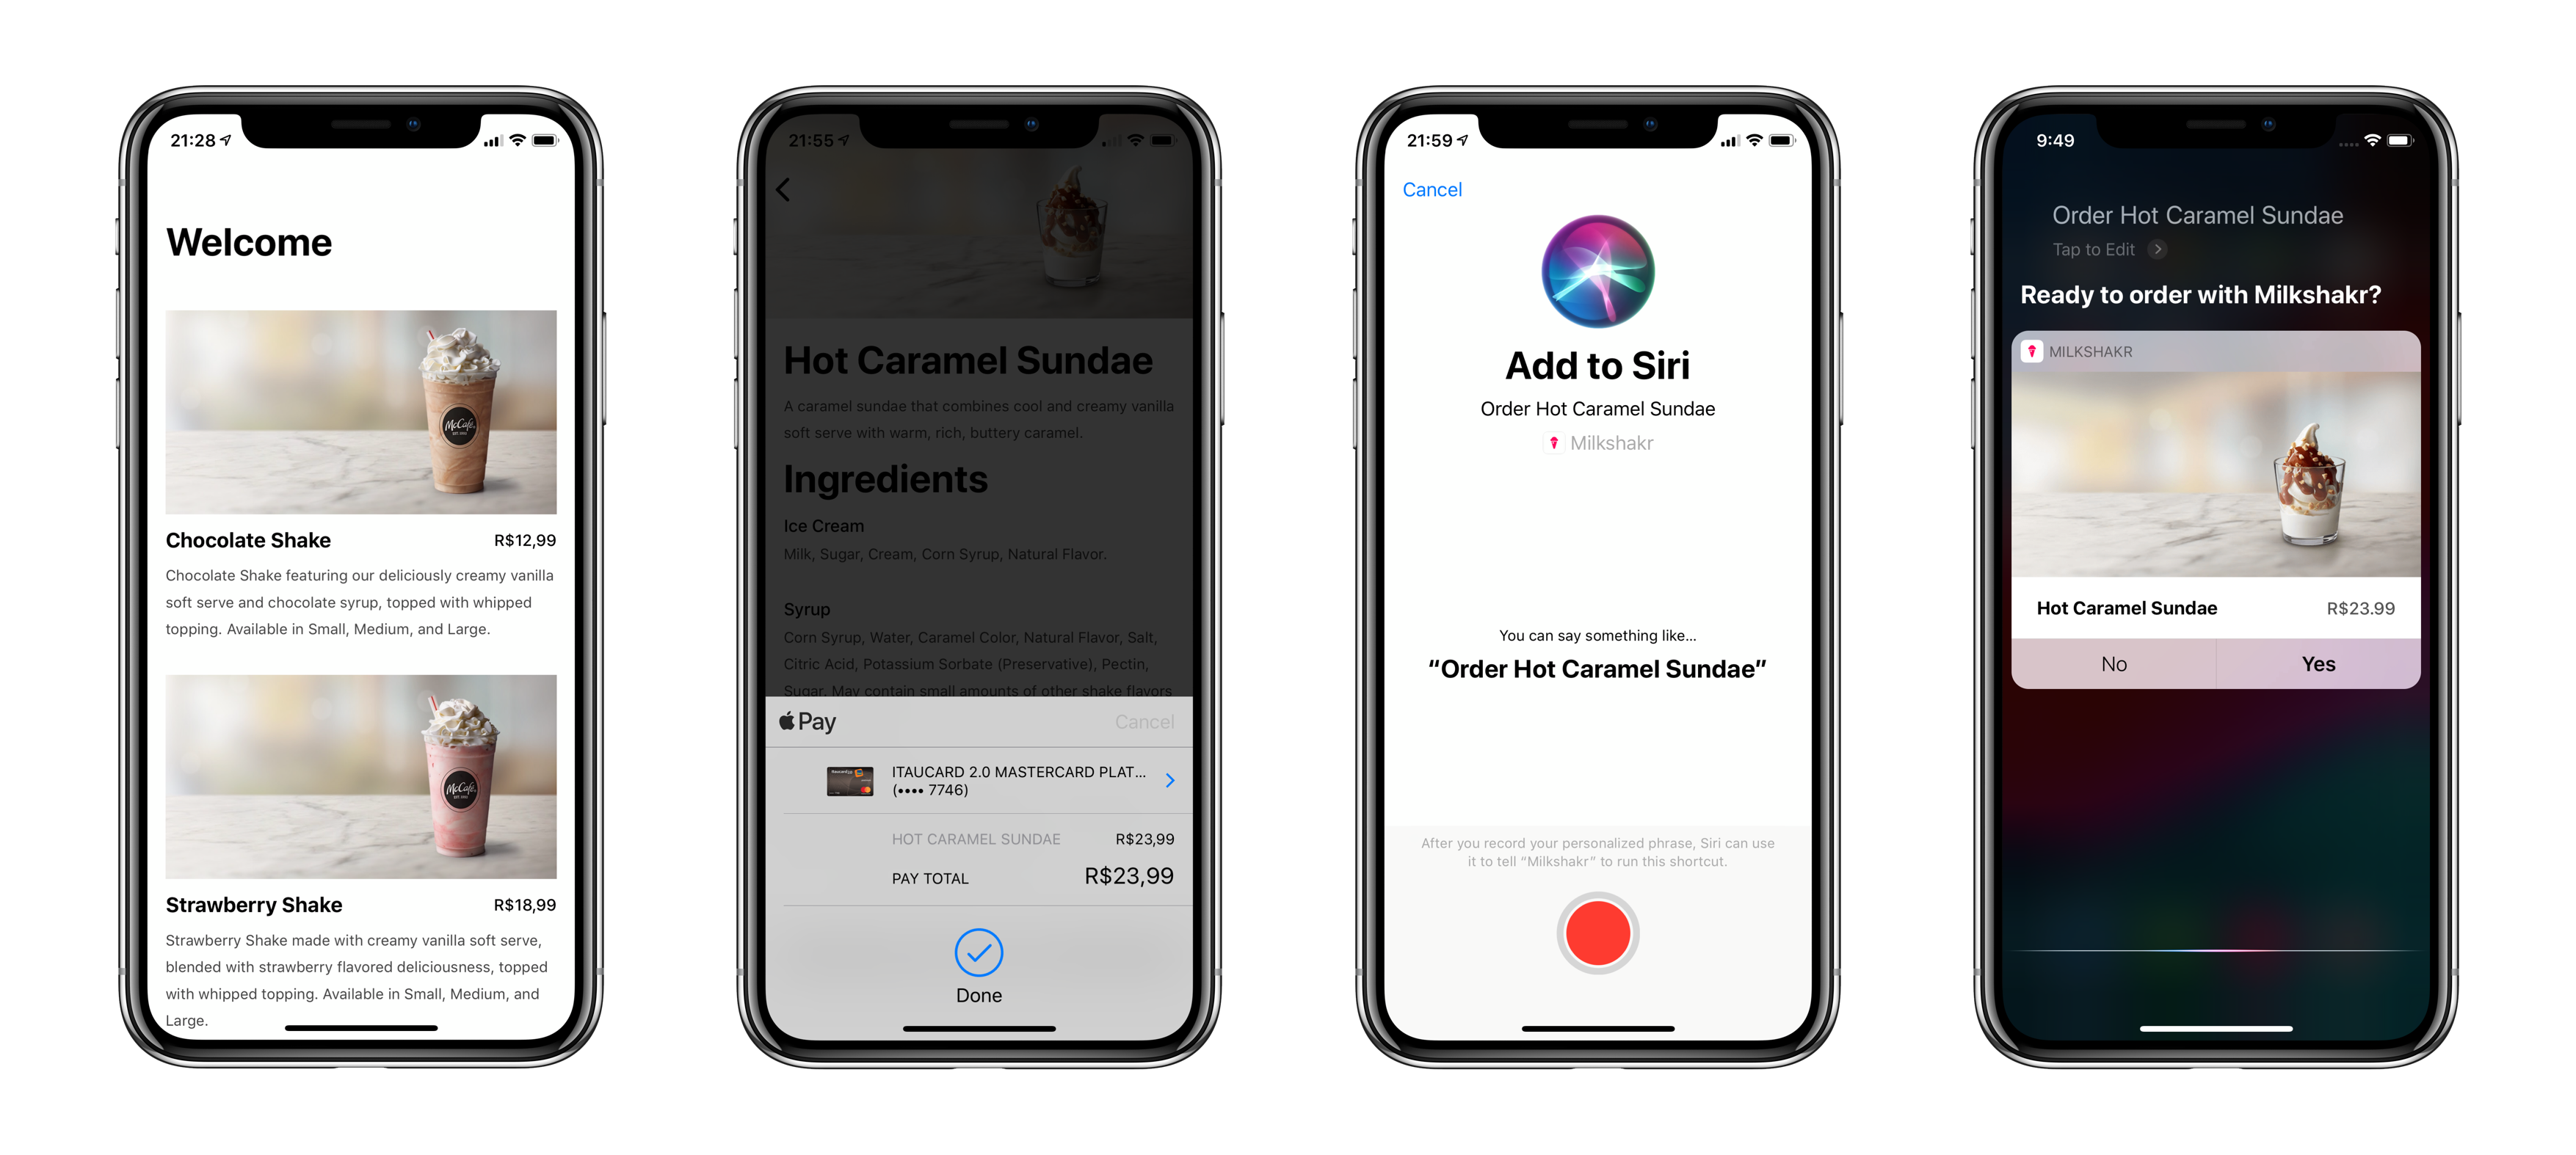 21:28
Welcome
McCafé
EST 1993
Chocolate Shake R$12,99
Chocolate Shake featuring our deliciously creamy vanilla
soft serve and chocolate syrup, topped with whipped
topping. Available in Small, Medium, and Large.
McCafé
EST 1993
Strawberry Shake R$18,99
Strawberry Shake made with creamy vanilla soft serve,
blended with strawberry flavored deliciousness, topped
with whipped topping. Available in Small, Medium, and
Large.
21:55
Hot Caramel Sundae
A caramel sundae that combines cool and creamy vanilla
soft serve with warm, rich, buttery caramel.
Ingredients
Ice Cream
Milk, Sugar, Cream, Corn Syrup, Natural Flavor.
Syrup
Corn Syrup, Water, Caramel Color, Natural Flavor, Salt,
Citric Acid, Potassium Sorbate (Preservative), Pectin,
Sugar. May contain small amounts of other shake flavors
Pay Cancel
ITAUCARD 2.0 MASTERCARD PLAT...
(•••• 7746)
HOT CARAMEL SUNDAE R$23,99
PAY TOTAL R$23,99
Done
21:59
Cancel
Add to Siri
Order Hot Caramel Sundae
Milkshakr
You can say something like...
“Order Hot Caramel Sundae”
After you record your personalized phrase, Siri can use
it to tell “Milkshakr” to run this shortcut.
9:49
Order Hot Caramel Sundae
Tap to Edit
Ready to order with Milkshakr?
MILKSHAKR
Hot Caramel Sundae R$23.99
No Yes